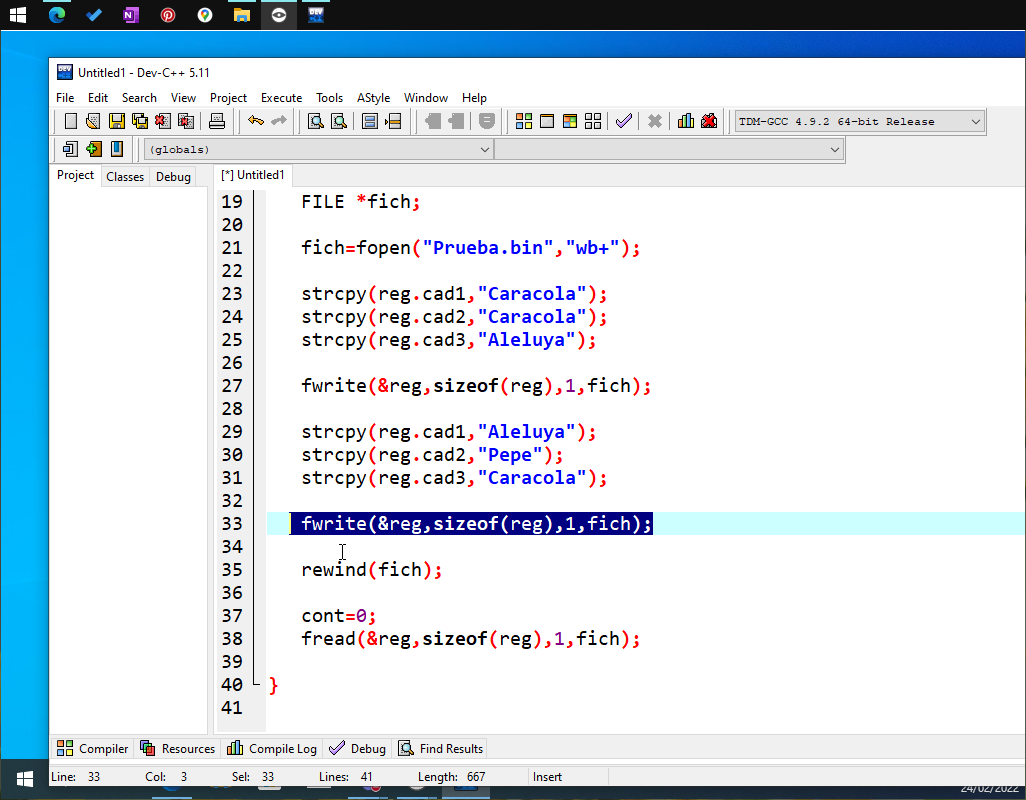 Untitled1 - Dev-C++ 5.11
File Edit Search View Project Execute Tools AStyle Window Help
TDM-GCC 4.9.2 64-bit Release
(globals)
Project Classes Debug [*] Untitled1
19 FILE *fich;
20
21 fich=fopen("Prueba.bin","wb+");
22
23 strcpy(reg.cad1,"Caracola");
24 strcpy(reg.cad2,"Caracola");
25 strcpy(reg.cad3,"Aleluya");
26
27 fwrite(&reg,sizeof(reg),1,fich);
28
29 strcpy(reg.cad1,"Aleluya");
30 strcpy(reg.cad2,"Pepe");
31 strcpy(reg.cad3,"Caracola");
32
33 fwrite(&reg,sizeof(reg),1,fich);
34
35 rewind(fich);
36
37 cont=0;
38 fread(&reg,sizeof(reg),1,fich);
39
40 }
41
Compiler Resources Compile Log Debug Find Results
Line: 33 Col: 3 Sel: 33 Lines: 41 Length: 667 Insert
24/02/2022